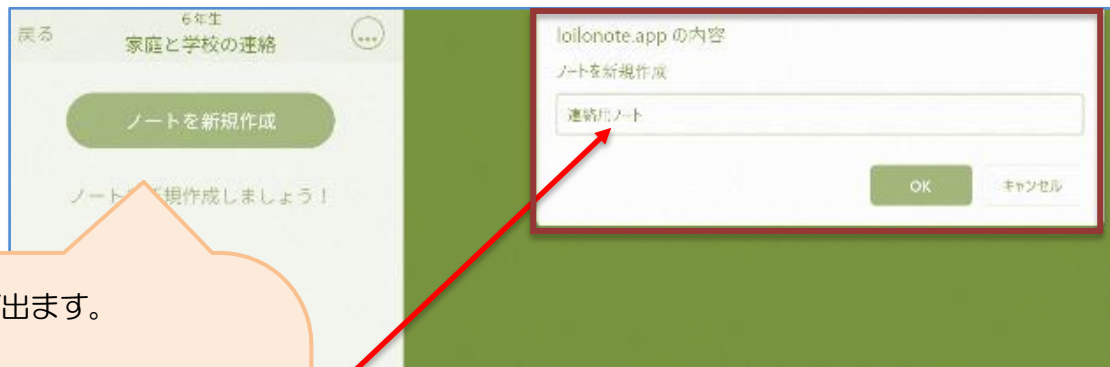 戻る
6年生
家庭と学校の連絡
ノートを新規作成
ノートを新規作成しましょう！
出ます。
loilonote.app の内容
ノートを新規作成
連絡用ノート
OK
キャンセル